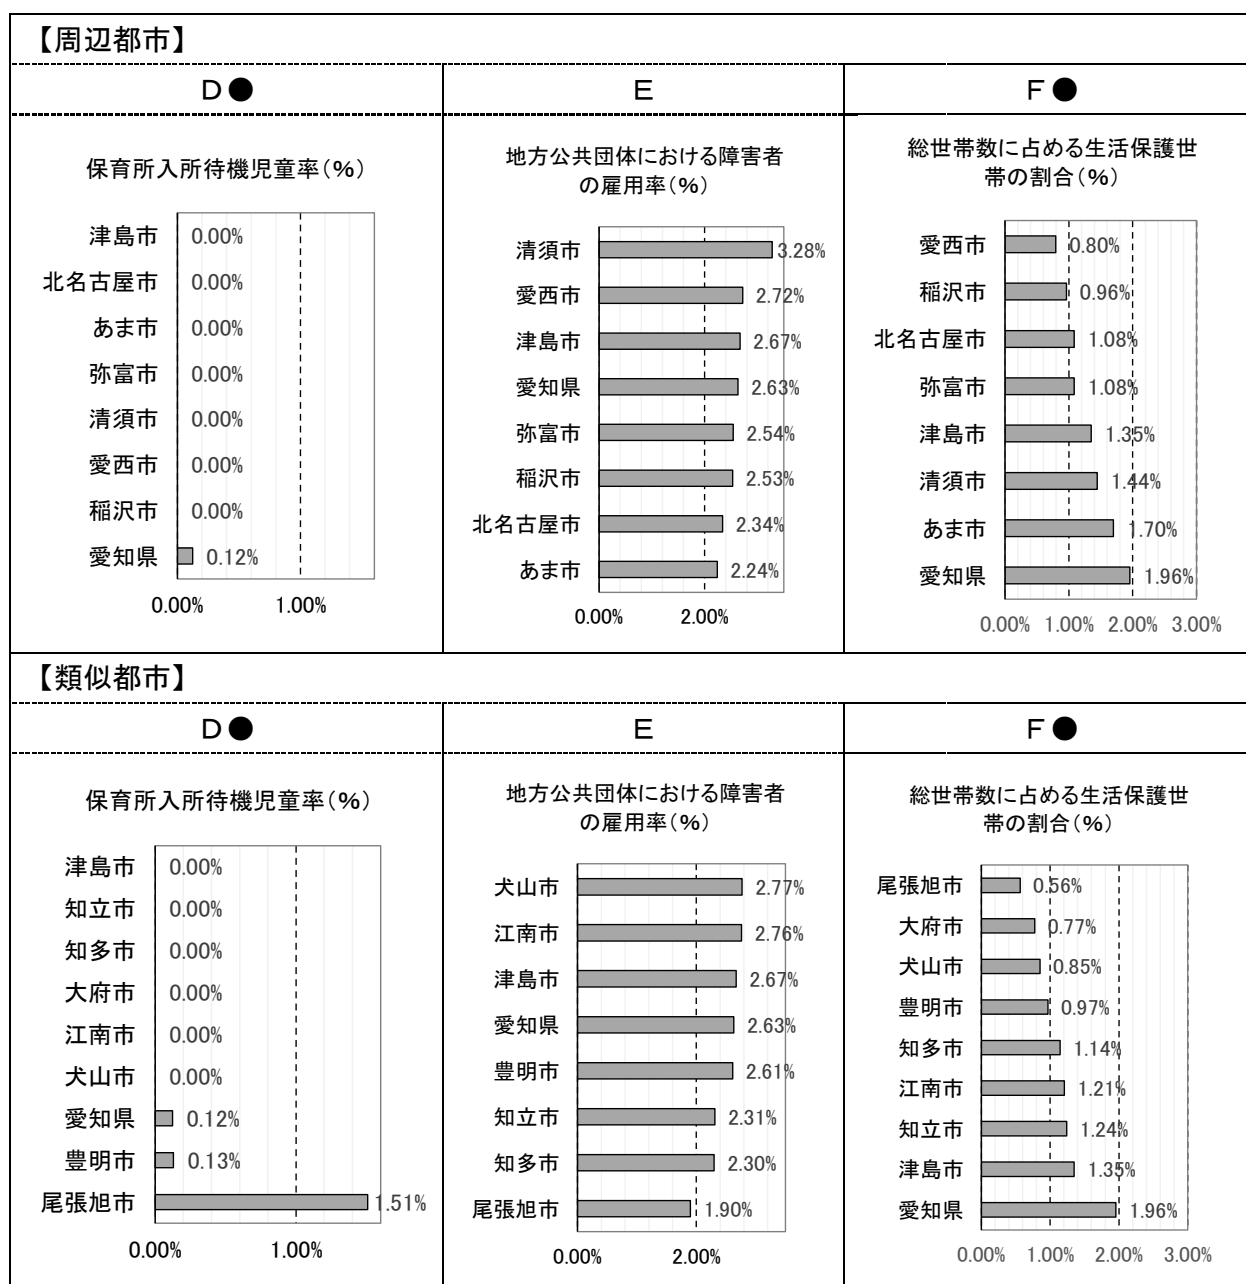 【周辺都市】
D●
E
F●
保育所入所待機児童率(%)
津島市 0.00%
北名古屋市 0.00%
あま市 0.00%
弥富市 0.00%
清須市 0.00%
愛西市 0.00%
稲沢市 0.00%
愛知県 0.12%
0.00% 1.00%
地方公共団体における障害者
の雇用率(%)
清須市 3.28%
愛西市 2.72%
津島市 2.67%
愛知県 2.63%
弥富市 2.54%
稲沢市 2.53%
北名古屋市 2.34%
あま市 2.24%
0.00% 2.00%
総世帯数に占める生活保護世
帯の割合(%)
愛西市 0.80%
稲沢市 0.96%
北名古屋市 1.08%
弥富市 1.08%
津島市 1.35%
清須市 1.44%
あま市 1.70%
愛知県 1.96%
0.00% 1.00% 2.00% 3.00%
【類似都市】
D●
E
F●
保育所入所待機児童率(%)
津島市 0.00%
知立市 0.00%
知多市 0.00%
大府市 0.00%
江南市 0.00%
犬山市 0.00%
愛知県 0.12%
豊明市 0.13%
尾張旭市 1.51%
0.00% 1.00%
地方公共団体における障害者
の雇用率(%)
犬山市 2.77%
江南市 2.76%
津島市 2.67%
愛知県 2.63%
豊明市 2.61%
知立市 2.31%
知多市 2.30%
尾張旭市 1.90%
0.00% 2.00%
総世帯数に占める生活保護世
帯の割合(%)
尾張旭市 0.56%
大府市 0.77%
犬山市 0.85%
豊明市 0.97%
知多市 1.14%
江南市 1.21%
知立市 1.24%
津島市 1.35%
愛知県 1.96%
0.00% 1.00% 2.00% 3.00%